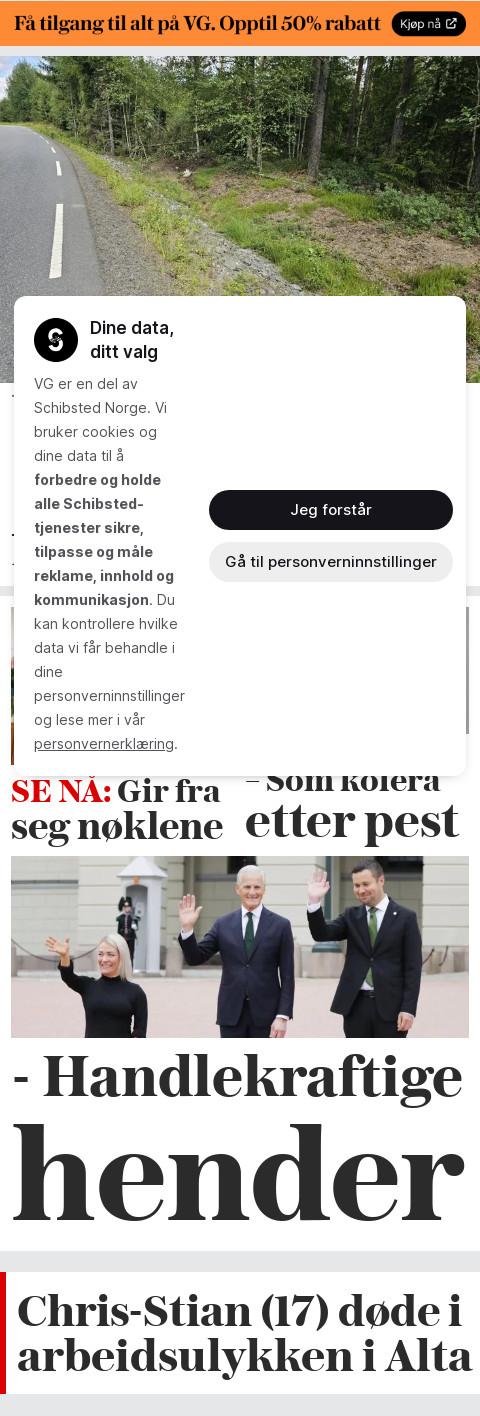 Få tilgang til alt på VG. Opptil 50% rabatt
Kjøp nå
Dine data,
ditt valg
VG er en del av
Schibsted Norge. Vi
bruker cookies og
dine data til å
forbedre og holde
alle Schibsted-
tjenester sikre,
tilpasse og måle
reklame, innhold og
kommunikasjon. Du
kan kontrollere hvilke
data vi får behandle i
dine
personverninnstillinger
og lese mer i vår
personvernerklæring.
Jeg forstår
Gå til personverninnstillinger
SE NÅ: Gir fra
seg nøklene
– Som kolera
etter pest
- Handlekraftige
hender
Chris-Stian (17) døde i
arbeidsulykken i Alta